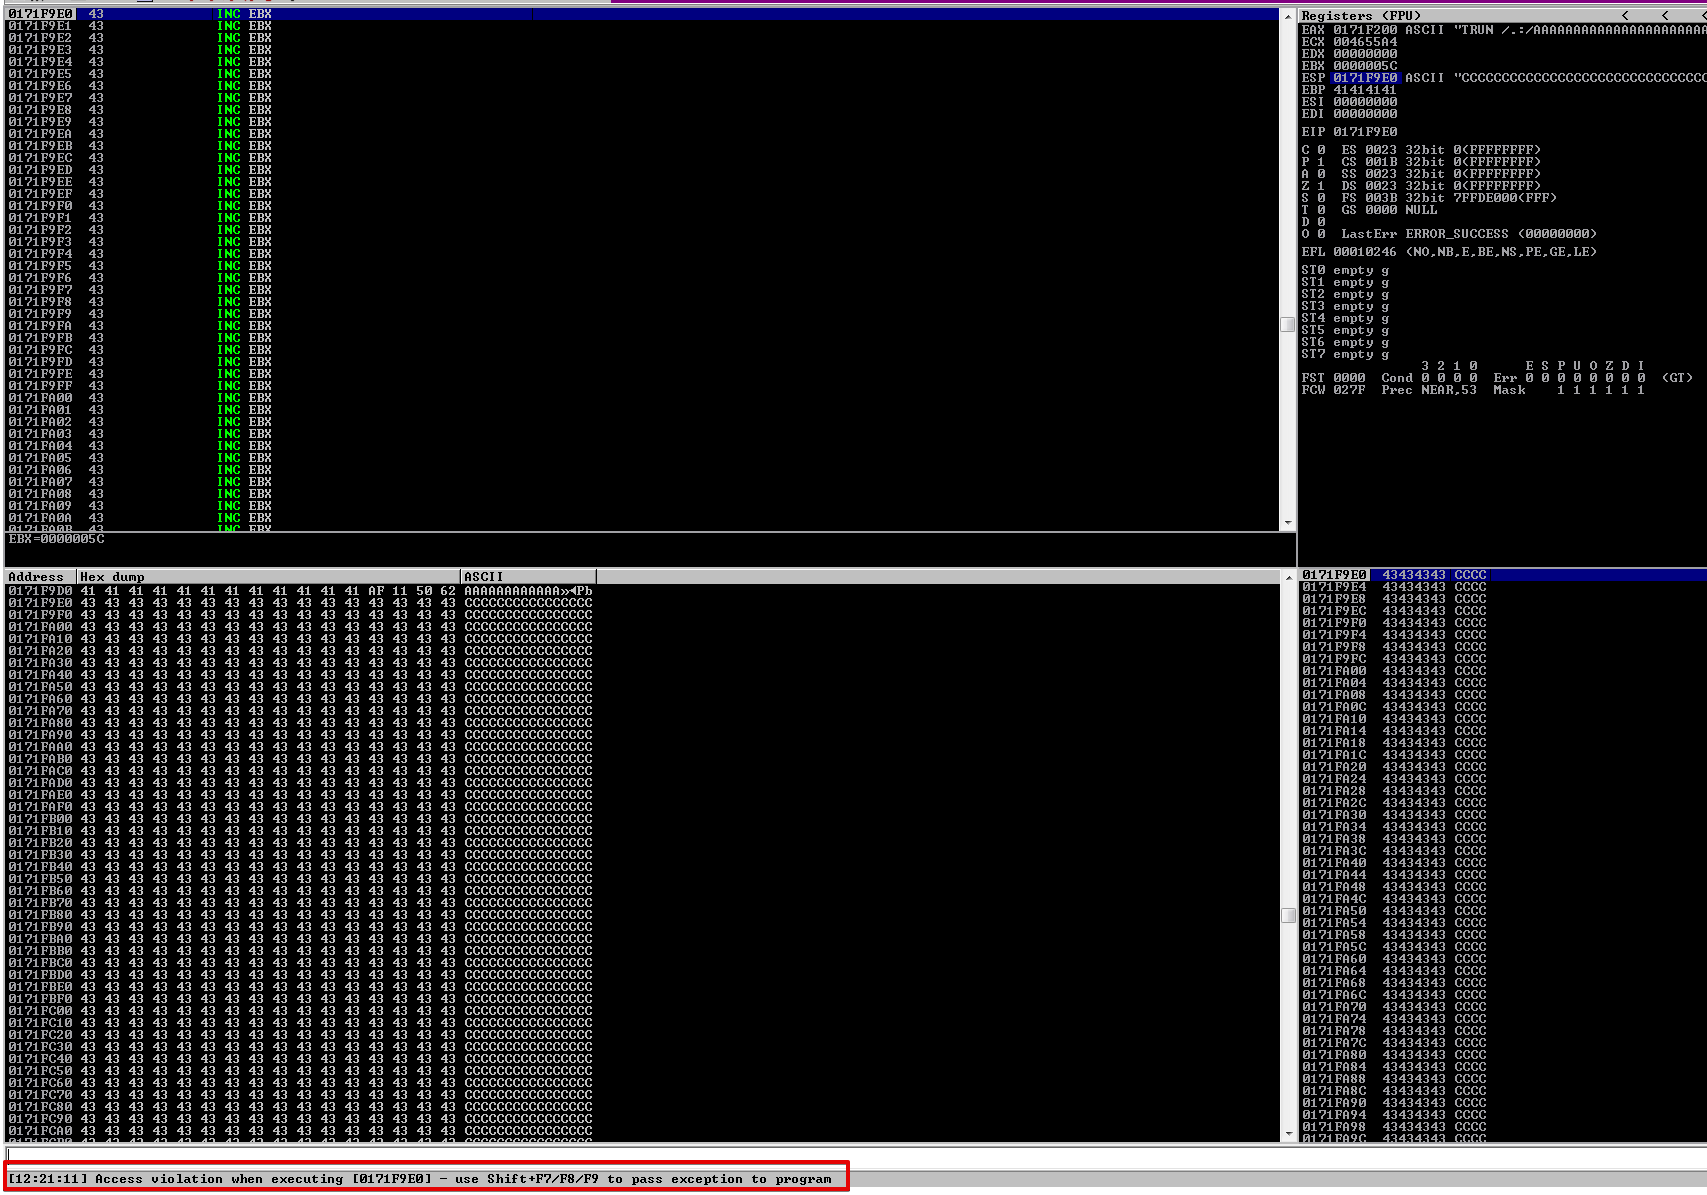 0171F9E0 43 INC EBX
0171F9E1 43 INC EBX
0171F9E2 43 INC EBX
0171F9E3 43 INC EBX
0171F9E4 43 INC EBX
0171F9E5 43 INC EBX
0171F9E6 43 INC EBX
0171F9E7 43 INC EBX
0171F9E8 43 INC EBX
0171F9E9 43 INC EBX
0171F9EA 43 INC EBX
0171F9EB 43 INC EBX
0171F9EC 43 INC EBX
0171F9ED 43 INC EBX
0171F9EE 43 INC EBX
0171F9EF 43 INC EBX
0171F9F0 43 INC EBX
0171F9F1 43 INC EBX
0171F9F2 43 INC EBX
0171F9F3 43 INC EBX
0171F9F4 43 INC EBX
0171F9F5 43 INC EBX
0171F9F6 43 INC EBX
0171F9F7 43 INC EBX
0171F9F8 43 INC EBX
0171F9F9 43 INC EBX
0171F9FA 43 INC EBX
0171F9FB 43 INC EBX
0171F9FC 43 INC EBX
0171F9FD 43 INC EBX
0171F9FE 43 INC EBX
0171F9FF 43 INC EBX
0171FA00 43 INC EBX
0171FA01 43 INC EBX
0171FA02 43 INC EBX
0171FA03 43 INC EBX
0171FA04 43 INC EBX
0171FA05 43 INC EBX
0171FA06 43 INC EBX
0171FA07 43 INC EBX
0171FA08 43 INC EBX
0171FA09 43 INC EBX
0171FA0A 43 INC EBX
0171FA0B 43 INC EBX
EBX=0000005C
Registers (FPU) < < <
EAX 0171F200 ASCII "TRUN /.:/AAAAAAAAAAAAAAAAAAAAAA
ECX 004655A4
EDX 00000000
EBX 0000005C
ESP 0171F9E0 ASCII "CCCCCCCCCCCCCCCCCCCCCCCCCCCCCCC
EBP 41414141
ESI 00000000
EDI 00000000
EIP 0171F9E0
C 0 ES 0023 32bit 0(FFFFFFFF)
P 1 CS 001B 32bit 0(FFFFFFFF)
A 0 SS 0023 32bit 0(FFFFFFFF)
Z 1 DS 0023 32bit 0(FFFFFFFF)
S 0 FS 003B 32bit 7FFDE000(FFF)
T 0 GS 0000 NULL
D 0
O 0 LastErr ERROR_SUCCESS (00000000)
EFL 00010246 (NO,NB,E,BE,NS,PE,GE,LE)
ST0 empty g
ST1 empty g
ST2 empty g
ST3 empty g
ST4 empty g
ST5 empty g
ST6 empty g
ST7 empty g
3 2 1 0 E S P U O Z D I
FST 0000 Cond 0 0 0 0 Err 0 0 0 0 0 0 0 0 (GT)
FCW 027F Prec NEAR,53 Mask 1 1 1 1 1 1
Address Hex dump ASCII
0171F9D0 41 41 41 41 41 41 41 41 41 41 41 41 AF 11 50 62 AAAAAAAAAAAA»◄Pb
0171F9E0 43 43 43 43 43 43 43 43 43 43 43 43 43 43 43 43 CCCCCCCCCCCCCCCC
0171F9F0 43 43 43 43 43 43 43 43 43 43 43 43 43 43 43 43 CCCCCCCCCCCCCCCC
0171FA00 43 43 43 43 43 43 43 43 43 43 43 43 43 43 43 43 CCCCCCCCCCCCCCCC
0171FA10 43 43 43 43 43 43 43 43 43 43 43 43 43 43 43 43 CCCCCCCCCCCCCCCC
0171FA20 43 43 43 43 43 43 43 43 43 43 43 43 43 43 43 43 CCCCCCCCCCCCCCCC
0171FA30 43 43 43 43 43 43 43 43 43 43 43 43 43 43 43 43 CCCCCCCCCCCCCCCC
0171FA40 43 43 43 43 43 43 43 43 43 43 43 43 43 43 43 43 CCCCCCCCCCCCCCCC
0171FA50 43 43 43 43 43 43 43 43 43 43 43 43 43 43 43 43 CCCCCCCCCCCCCCCC
0171FA60 43 43 43 43 43 43 43 43 43 43 43 43 43 43 43 43 CCCCCCCCCCCCCCCC
0171FA70 43 43 43 43 43 43 43 43 43 43 43 43 43 43 43 43 CCCCCCCCCCCCCCCC
0171FA80 43 43 43 43 43 43 43 43 43 43 43 43 43 43 43 43 CCCCCCCCCCCCCCCC
0171FA90 43 43 43 43 43 43 43 43 43 43 43 43 43 43 43 43 CCCCCCCCCCCCCCCC
0171FAA0 43 43 43 43 43 43 43 43 43 43 43 43 43 43 43 43 CCCCCCCCCCCCCCCC
0171FAB0 43 43 43 43 43 43 43 43 43 43 43 43 43 43 43 43 CCCCCCCCCCCCCCCC
0171FAC0 43 43 43 43 43 43 43 43 43 43 43 43 43 43 43 43 CCCCCCCCCCCCCCCC
0171FAD0 43 43 43 43 43 43 43 43 43 43 43 43 43 43 43 43 CCCCCCCCCCCCCCCC
0171FAE0 43 43 43 43 43 43 43 43 43 43 43 43 43 43 43 43 CCCCCCCCCCCCCCCC
0171FAF0 43 43 43 43 43 43 43 43 43 43 43 43 43 43 43 43 CCCCCCCCCCCCCCCC
0171FB00 43 43 43 43 43 43 43 43 43 43 43 43 43 43 43 43 CCCCCCCCCCCCCCCC
0171FB10 43 43 43 43 43 43 43 43 43 43 43 43 43 43 43 43 CCCCCCCCCCCCCCCC
0171FB20 43 43 43 43 43 43 43 43 43 43 43 43 43 43 43 43 CCCCCCCCCCCCCCCC
0171FB30 43 43 43 43 43 43 43 43 43 43 43 43 43 43 43 43 CCCCCCCCCCCCCCCC
0171FB40 43 43 43 43 43 43 43 43 43 43 43 43 43 43 43 43 CCCCCCCCCCCCCCCC
0171FB50 43 43 43 43 43 43 43 43 43 43 43 43 43 43 43 43 CCCCCCCCCCCCCCCC
0171FB60 43 43 43 43 43 43 43 43 43 43 43 43 43 43 43 43 CCCCCCCCCCCCCCCC
0171FB70 43 43 43 43 43 43 43 43 43 43 43 43 43 43 43 43 CCCCCCCCCCCCCCCC
0171FB80 43 43 43 43 43 43 43 43 43 43 43 43 43 43 43 43 CCCCCCCCCCCCCCCC
0171FB90 43 43 43 43 43 43 43 43 43 43 43 43 43 43 43 43 CCCCCCCCCCCCCCCC
0171FBA0 43 43 43 43 43 43 43 43 43 43 43 43 43 43 43 43 CCCCCCCCCCCCCCCC
0171FBB0 43 43 43 43 43 43 43 43 43 43 43 43 43 43 43 43 CCCCCCCCCCCCCCCC
0171FBC0 43 43 43 43 43 43 43 43 43 43 43 43 43 43 43 43 CCCCCCCCCCCCCCCC
0171FBD0 43 43 43 43 43 43 43 43 43 43 43 43 43 43 43 43 CCCCCCCCCCCCCCCC
0171FBE0 43 43 43 43 43 43 43 43 43 43 43 43 43 43 43 43 CCCCCCCCCCCCCCCC
0171FBF0 43 43 43 43 43 43 43 43 43 43 43 43 43 43 43 43 CCCCCCCCCCCCCCCC
0171FC00 43 43 43 43 43 43 43 43 43 43 43 43 43 43 43 43 CCCCCCCCCCCCCCCC
0171FC10 43 43 43 43 43 43 43 43 43 43 43 43 43 43 43 43 CCCCCCCCCCCCCCCC
0171FC20 43 43 43 43 43 43 43 43 43 43 43 43 43 43 43 43 CCCCCCCCCCCCCCCC
0171FC30 43 43 43 43 43 43 43 43 43 43 43 43 43 43 43 43 CCCCCCCCCCCCCCCC
0171FC40 43 43 43 43 43 43 43 43 43 43 43 43 43 43 43 43 CCCCCCCCCCCCCCCC
0171FC50 43 43 43 43 43 43 43 43 43 43 43 43 43 43 43 43 CCCCCCCCCCCCCCCC
0171FC60 43 43 43 43 43 43 43 43 43 43 43 43 43 43 43 43 CCCCCCCCCCCCCCCC
0171FC70 43 43 43 43 43 43 43 43 43 43 43 43 43 43 43 43 CCCCCCCCCCCCCCCC
0171FC80 43 43 43 43 43 43 43 43 43 43 43 43 43 43 43 43 CCCCCCCCCCCCCCCC
0171FC90 43 43 43 43 43 43 43 43 43 43 43 43 43 43 43 43 CCCCCCCCCCCCCCCC
0171FCA0 43 43 43 43 43 43 43 43 43 43 43 43 43 43 43 43 CCCCCCCCCCCCCCCC
0171F9E0 43434343 CCCC
0171F9E4 43434343 CCCC
0171F9E8 43434343 CCCC
0171F9EC 43434343 CCCC
0171F9F0 43434343 CCCC
0171F9F4 43434343 CCCC
0171F9F8 43434343 CCCC
0171F9FC 43434343 CCCC
0171FA00 43434343 CCCC
0171FA04 43434343 CCCC
0171FA08 43434343 CCCC
0171FA0C 43434343 CCCC
0171FA10 43434343 CCCC
0171FA14 43434343 CCCC
0171FA18 43434343 CCCC
0171FA1C 43434343 CCCC
0171FA20 43434343 CCCC
0171FA24 43434343 CCCC
0171FA28 43434343 CCCC
0171FA2C 43434343 CCCC
0171FA30 43434343 CCCC
0171FA34 43434343 CCCC
0171FA38 43434343 CCCC
0171FA3C 43434343 CCCC
0171FA40 43434343 CCCC
0171FA44 43434343 CCCC
0171FA48 43434343 CCCC
0171FA4C 43434343 CCCC
0171FA50 43434343 CCCC
0171FA54 43434343 CCCC
0171FA58 43434343 CCCC
0171FA5C 43434343 CCCC
0171FA60 43434343 CCCC
0171FA64 43434343 CCCC
0171FA68 43434343 CCCC
0171FA6C 43434343 CCCC
0171FA70 43434343 CCCC
0171FA74 43434343 CCCC
0171FA78 43434343 CCCC
0171FA7C 43434343 CCCC
0171FA80 43434343 CCCC
0171FA84 43434343 CCCC
0171FA88 43434343 CCCC
0171FA8C 43434343 CCCC
0171FA90 43434343 CCCC
0171FA94 43434343 CCCC
0171FA98 43434343 CCCC
0171FA9C 43434343 CCCC
[12:21:11] Access violation when executing [0171F9E0] - use Shift+F7/F8/F9 to pass exception to program